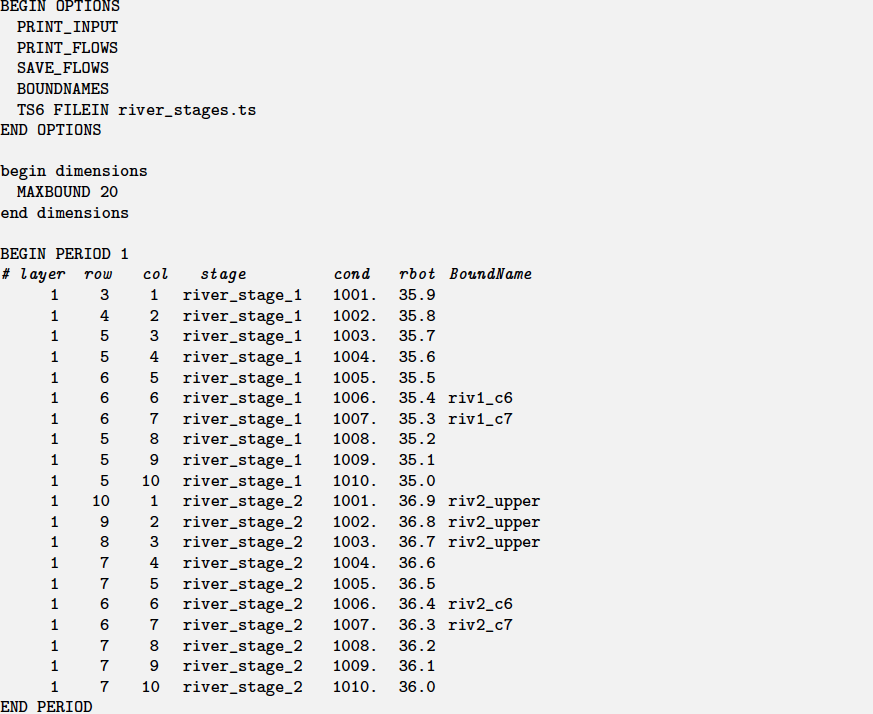 BEGIN OPTIONS
  PRINT_INPUT
  PRINT_FLOWS
  SAVE_FLOWS
  BOUNDNAMES
  TS6 FILEIN river_stages.ts
END OPTIONS

begin dimensions
  MAXBOUND 20
end dimensions

BEGIN PERIOD 1
# layer  row   col   stage          cond   rbot BoundName
      1    3     1   river_stage_1   1001.  35.9
      1    4     2   river_stage_1   1002.  35.8
      1    5     3   river_stage_1   1003.  35.7
      1    5     4   river_stage_1   1004.  35.6
      1    6     5   river_stage_1   1005.  35.5
      1    6     6   river_stage_1   1006.  35.4 riv1_c6
      1    6     7   river_stage_1   1007.  35.3 riv1_c7
      1    5     8   river_stage_1   1008.  35.2
      1    5     9   river_stage_1   1009.  35.1
      1    5    10   river_stage_1   1010.  35.0
      1   10     1   river_stage_2   1001.  36.9 riv2_upper
      1    9     2   river_stage_2   1002.  36.8 riv2_upper
      1    8     3   river_stage_2   1003.  36.7 riv2_upper
      1    7     4   river_stage_2   1004.  36.6
      1    7     5   river_stage_2   1005.  36.5
      1    6     6   river_stage_2   1006.  36.4 riv2_c6
      1    6     7   river_stage_2   1007.  36.3 riv2_c7
      1    7     8   river_stage_2   1008.  36.2
      1    7     9   river_stage_2   1009.  36.1
      1    7    10   river_stage_2   1010.  36.0
END PERIOD